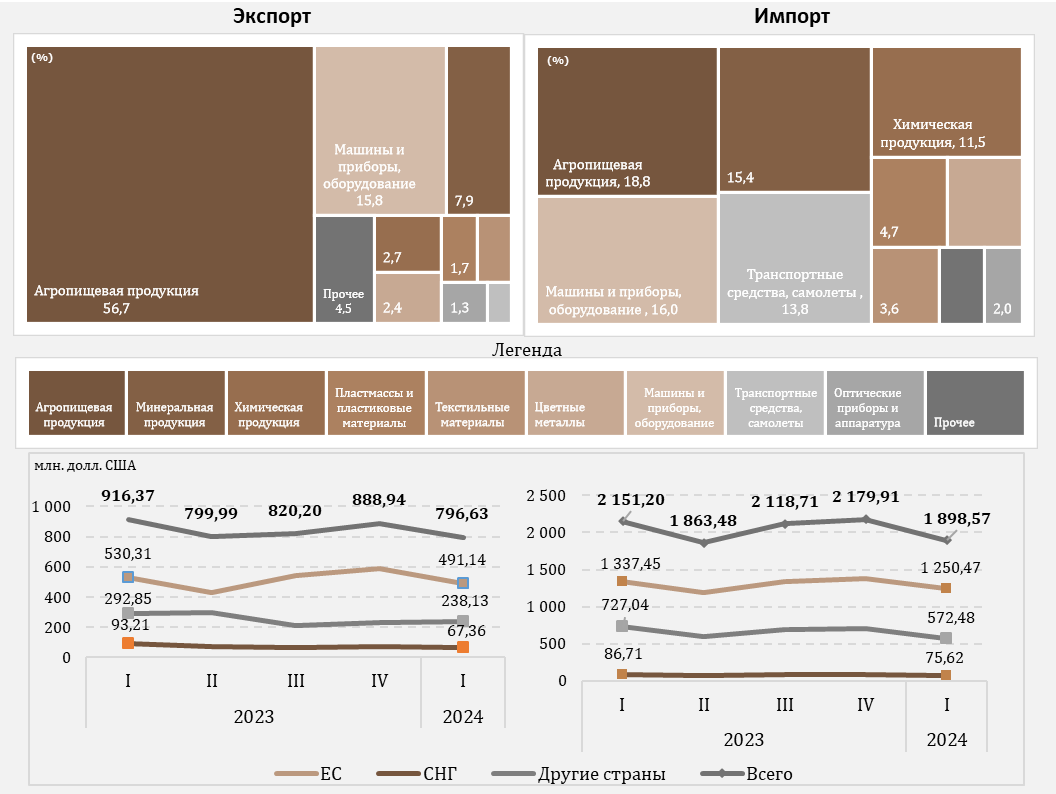 Экспорт
Импорт
(%)
Агропищевая продукция
56,7
Машины и
приборы,
оборудование
15,8
7,9
Прочее
4,5
2,7
2,4
1,7
1,3
(%)
Агропищевая
продукция, 18,8
15,4
Химическая
продукция, 11,5
Машины и приборы,
оборудование , 16,0
Транспортные
средства, самолеты ,
13,8
4,7
3,6
2,0
Легенда
Агропищевая
продукция
Минеральная
продукция
Химическая
продукция
Пластмассы и
пластиковые
материалы
Текстильные
материалы
Цветные
металлы
Машины и
приборы,
оборудование
Транспортные
средства,
самолеты
Оптические
приборы и
аппаратура
Прочее
млн. долл. США
1 000
800
600
400
200
0
916,37
799,99
820,20
888,94
796,63
530,31
491,14
292,85
238,13
93,21
67,36
I
II
III
IV
I
2023
2024
2 500
2 000
1 500
1 000
500
0
2 151,20
1 863,48
2 118,71
2 179,91
1 898,57
1 337,45
1 250,47
727,04
572,48
86,71
75,62
I
II
III
IV
I
2023
2024
ЕС
СНГ
Другие страны
Всего